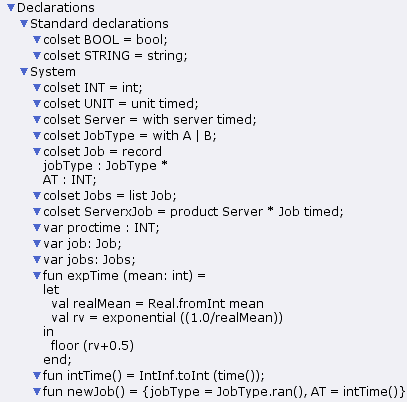 Declarations
Standard declarations
colset BOOL = bool;
colset STRING = string;
System
colset INT = int;
colset UNIT = unit timed;
colset Server = with server timed;
colset JobType = with A | B;
colset Job = record
jobType : JobType *
AT : INT;
colset Jobs = list Job;
colset ServerxJob = product Server * Job timed;
var proctime : INT;
var job: Job;
var jobs: Jobs;
fun expTime (mean: int) =
let
val realMean = Real.fromInt mean
val rv = exponential ((1.0/realMean))
in
floor (rv+0.5)
end;
fun intTime() = IntInf.toInt (time());
fun newJob() = {jobType = JobType.ran(), AT = intTime()}